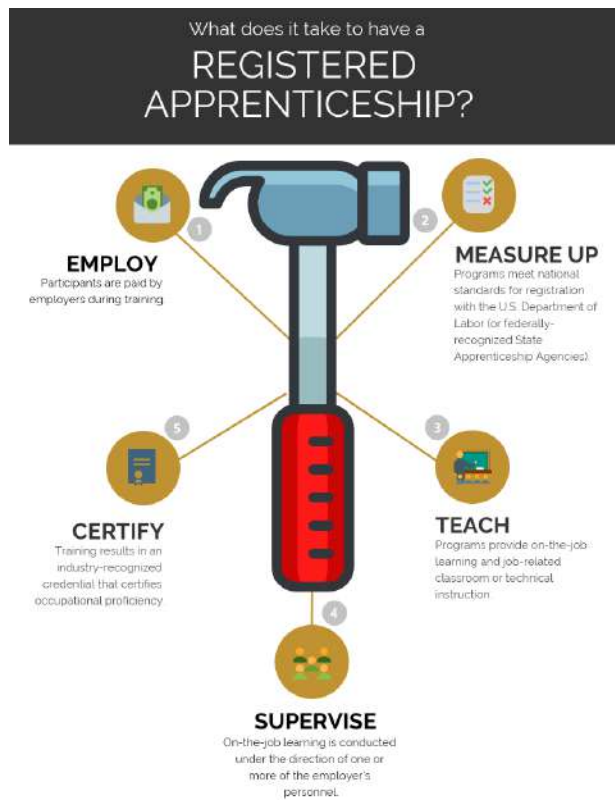 What does it take to have a
REGISTERED
APPRENTICESHIP?
1
EMPLOY
Participants are paid by
employers during training
2
MEASURE UP
Programs meet national
standards for registration
with the U.S. Department of
Labor (or federally-
recognized State
Apprenticeship Agencies).
3
TEACH
Programs provide on-the-job
learning and job-related
classroom or technical
instruction
4
SUPERVISE
On-the-job learning is conducted
under the direction of one or
more of the employer's
personnel.
5
CERTIFY
Training results in an
industry-recognized
credential that certifies
occupational proficiency